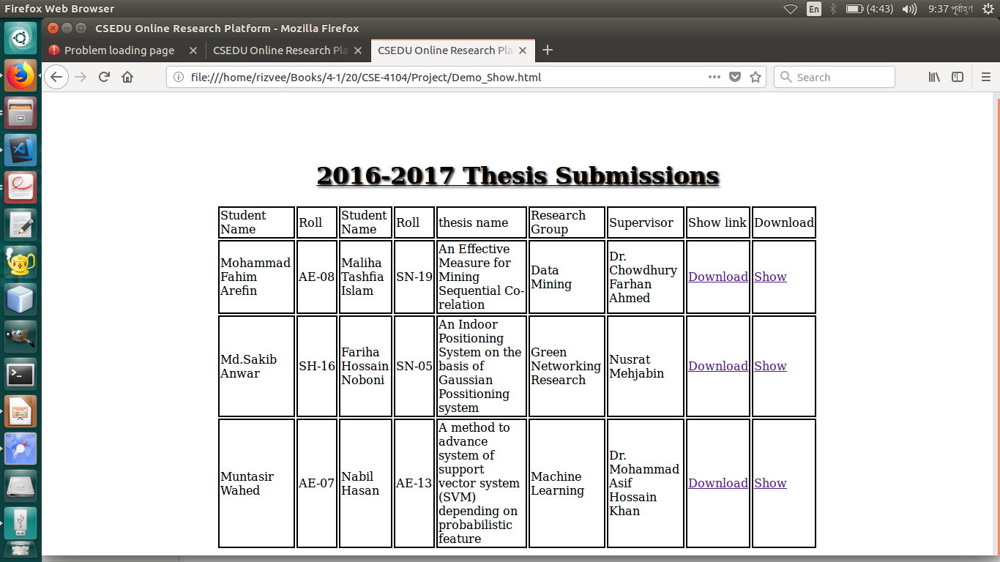 Firefox Web Browser
En
(4:43)
9:37 পূর্বাহ্ণ
CSEDU Online Research Platform - Mozilla Firefox
Problem loading page
CSEDU Online Research Pla
CSEDU Online Research Pla
file:///home/rizvee/Books/4-1/20/CSE-4104/Project/Demo_Show.html
Search
2016-2017 Thesis Submissions
Student
Name
Roll
Student
Name
Roll
thesis name
Research
Group
Supervisor
Show link
Download
Mohammad
Fahim
Arefin
AE-08
Maliha
Tashfia
Islam
SN-19
An Effective
Measure for
Mining
Sequential Co-
relation
Data
Mining
Dr.
Chowdhury
Farhan
Ahmed
Download
Show
Md.Sakib
Anwar
SH-16
Fariha
Hossain
Noboni
SN-05
An Indoor
Positioning
System on the
basis of
Gaussian
Possitioning
system
Green
Networking
Research
Nusrat
Mehjabin
Download
Show
Muntasir
Wahed
AE-07
Nabil
Hasan
AE-13
A method to
advance
system of
support
vector system
(SVM)
depending on
probabilistic
feature
Machine
Learning
Dr.
Mohammad
Asif
Hossain
Khan
Download
Show